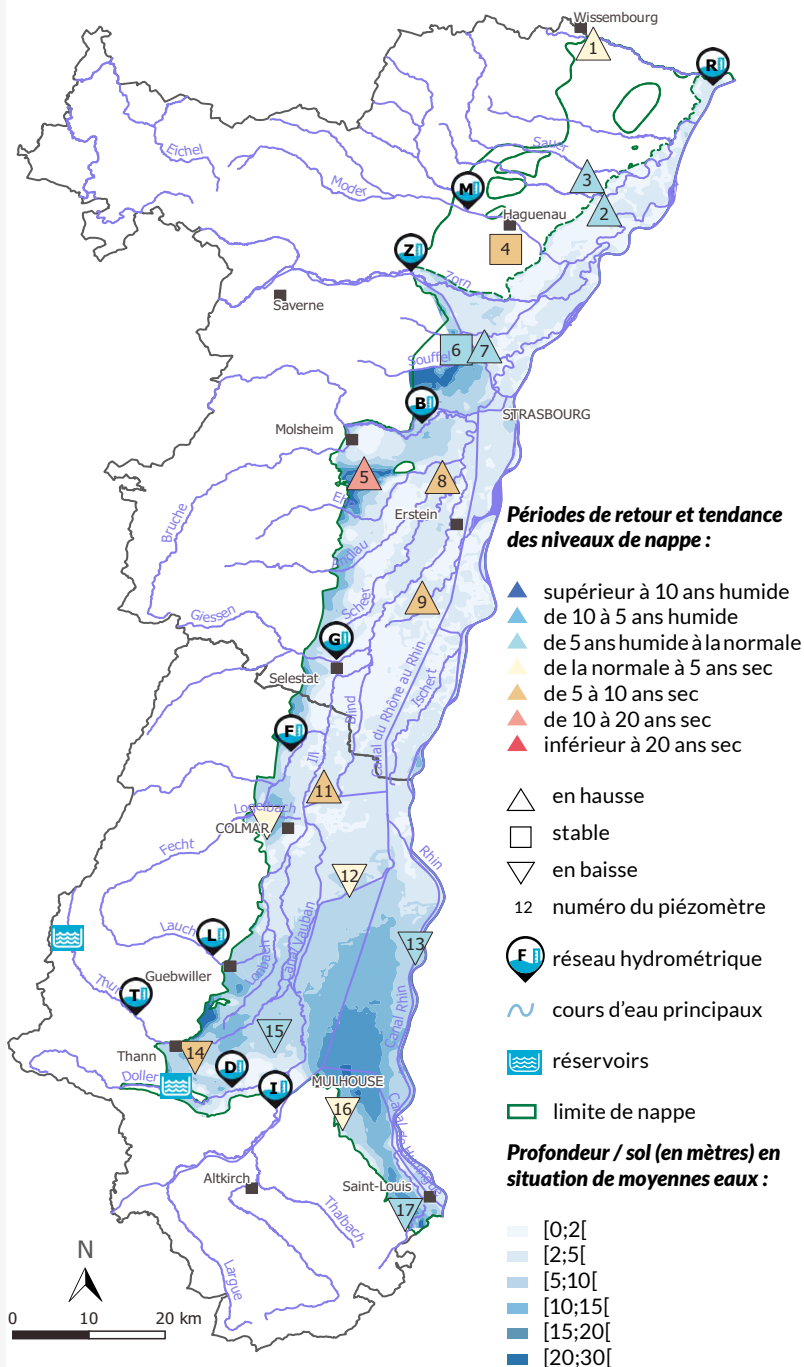 Wissembourg
1
R
Eichel
Sauer
Moder
M
3
2
Haguenau
4
Z
Zorn
Saverne
Souffel
6
7
B
STRASBOURG
Molsheim
5
8
Erstein
Bruche
Andlau
Scheer
9
Giessen
G
Selestat
Blind
Canal du Rhône au Rhin
Ischert
F
Ill
11
Logelbach
COLMAR
Fecht
12
Rhin
Lauch
L
13
Guebwiller
Canal Vauban
Thur
T
15
Canal Rhin
Thann
14
Doller
D
I
MULHOUSE
16
Canal de Huningue
Altkirch
Saint-Louis
17
Thalbach
Largue
N
0 10 20 km
Périodes de retour et tendance
des niveaux de nappe :
supérieur à 10 ans humide
de 10 à 5 ans humide
de 5 ans humide à la normale
de la normale à 5 ans sec
de 5 à 10 ans sec
de 10 à 20 ans sec
inférieur à 20 ans sec
en hausse
stable
en baisse
12 numéro du piézomètre
F réseau hydrométrique
cours d'eau principaux
réservoirs
limite de nappe
Profondeur / sol (en mètres) en
situation de moyennes eaux :
[0;2[
[2;5[
[5;10[
[10;15[
[15;20[
[20;30[